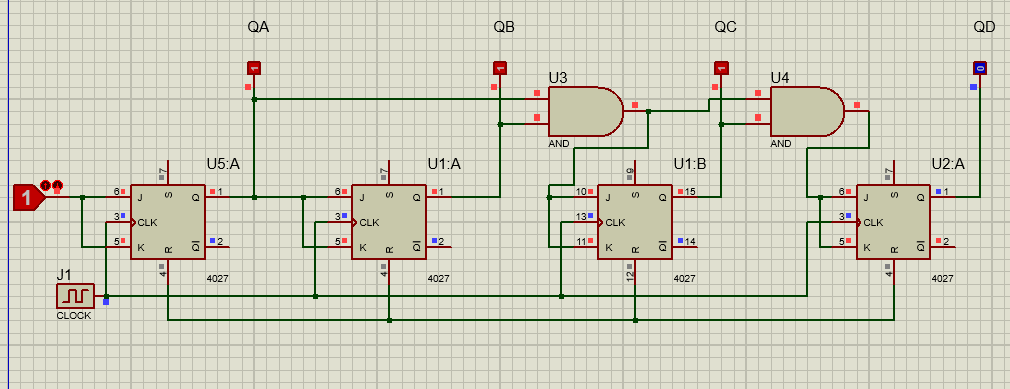 QA QB QC QD
1 1 1 0
U3 U4
AND AND
U5:A U1:A U1:B U2:A
7 7 9 7
1
6 J S Q 1 6 J S Q 1 10 J S Q 15 6 J S Q 1
3 CLK 3 CLK 13 CLK 3 CLK
5 K R Q 2 5 K R Q 2 11 K R Q 14 5 K R Q 2
4 4 12 4
J1 4027 4027 4027 4027
CLOCK